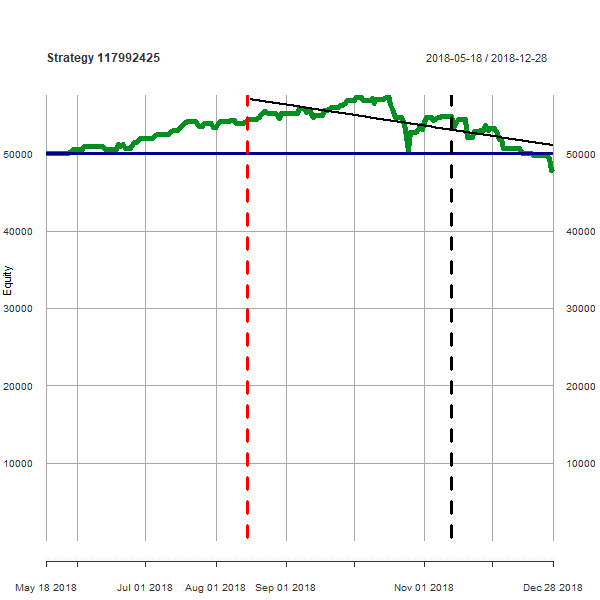 Strategy 117992425
2018-05-18 / 2018-12-28
50000
50000
40000
40000
Equity
30000
30000
20000
20000
10000
10000
May 18 2018
Jul 01 2018
Aug 01 2018
Sep 01 2018
Nov 01 2018
Dec 28 2018